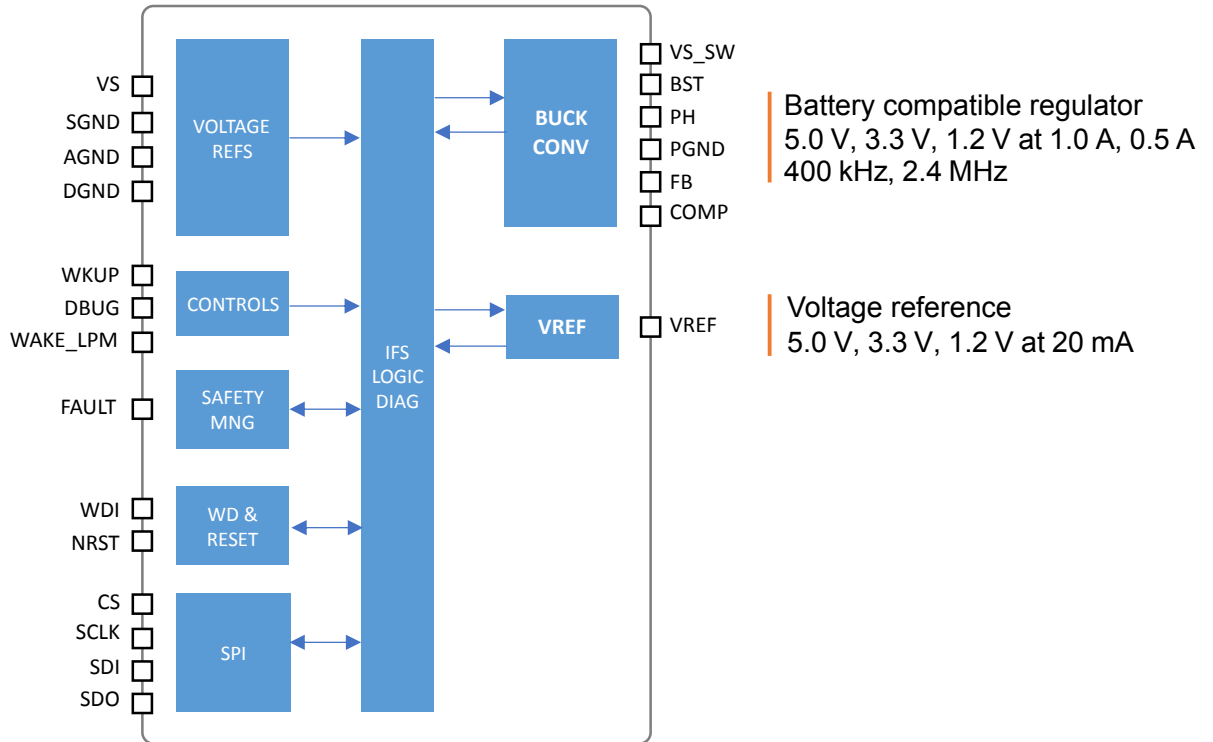 VS
SGND
AGND
DGND
WKUP
DBUG
WAKE_LPM
FAULT
WDI
NRST
CS
SCLK
SDI
SDO
VOLTAGE
REFS
CONTROLS
SAFETY
MNG
WD &
RESET
SPI
IFS
LOGIC
DIAG
BUCK
CONV
VREF
VS_SW
BST
PH
PGND
FB
COMP
VREF
Battery compatible regulator
5.0 V, 3.3 V, 1.2 V at 1.0 A, 0.5 A
400 kHz, 2.4 MHz
Voltage reference
5.0 V, 3.3 V, 1.2 V at 20 mA